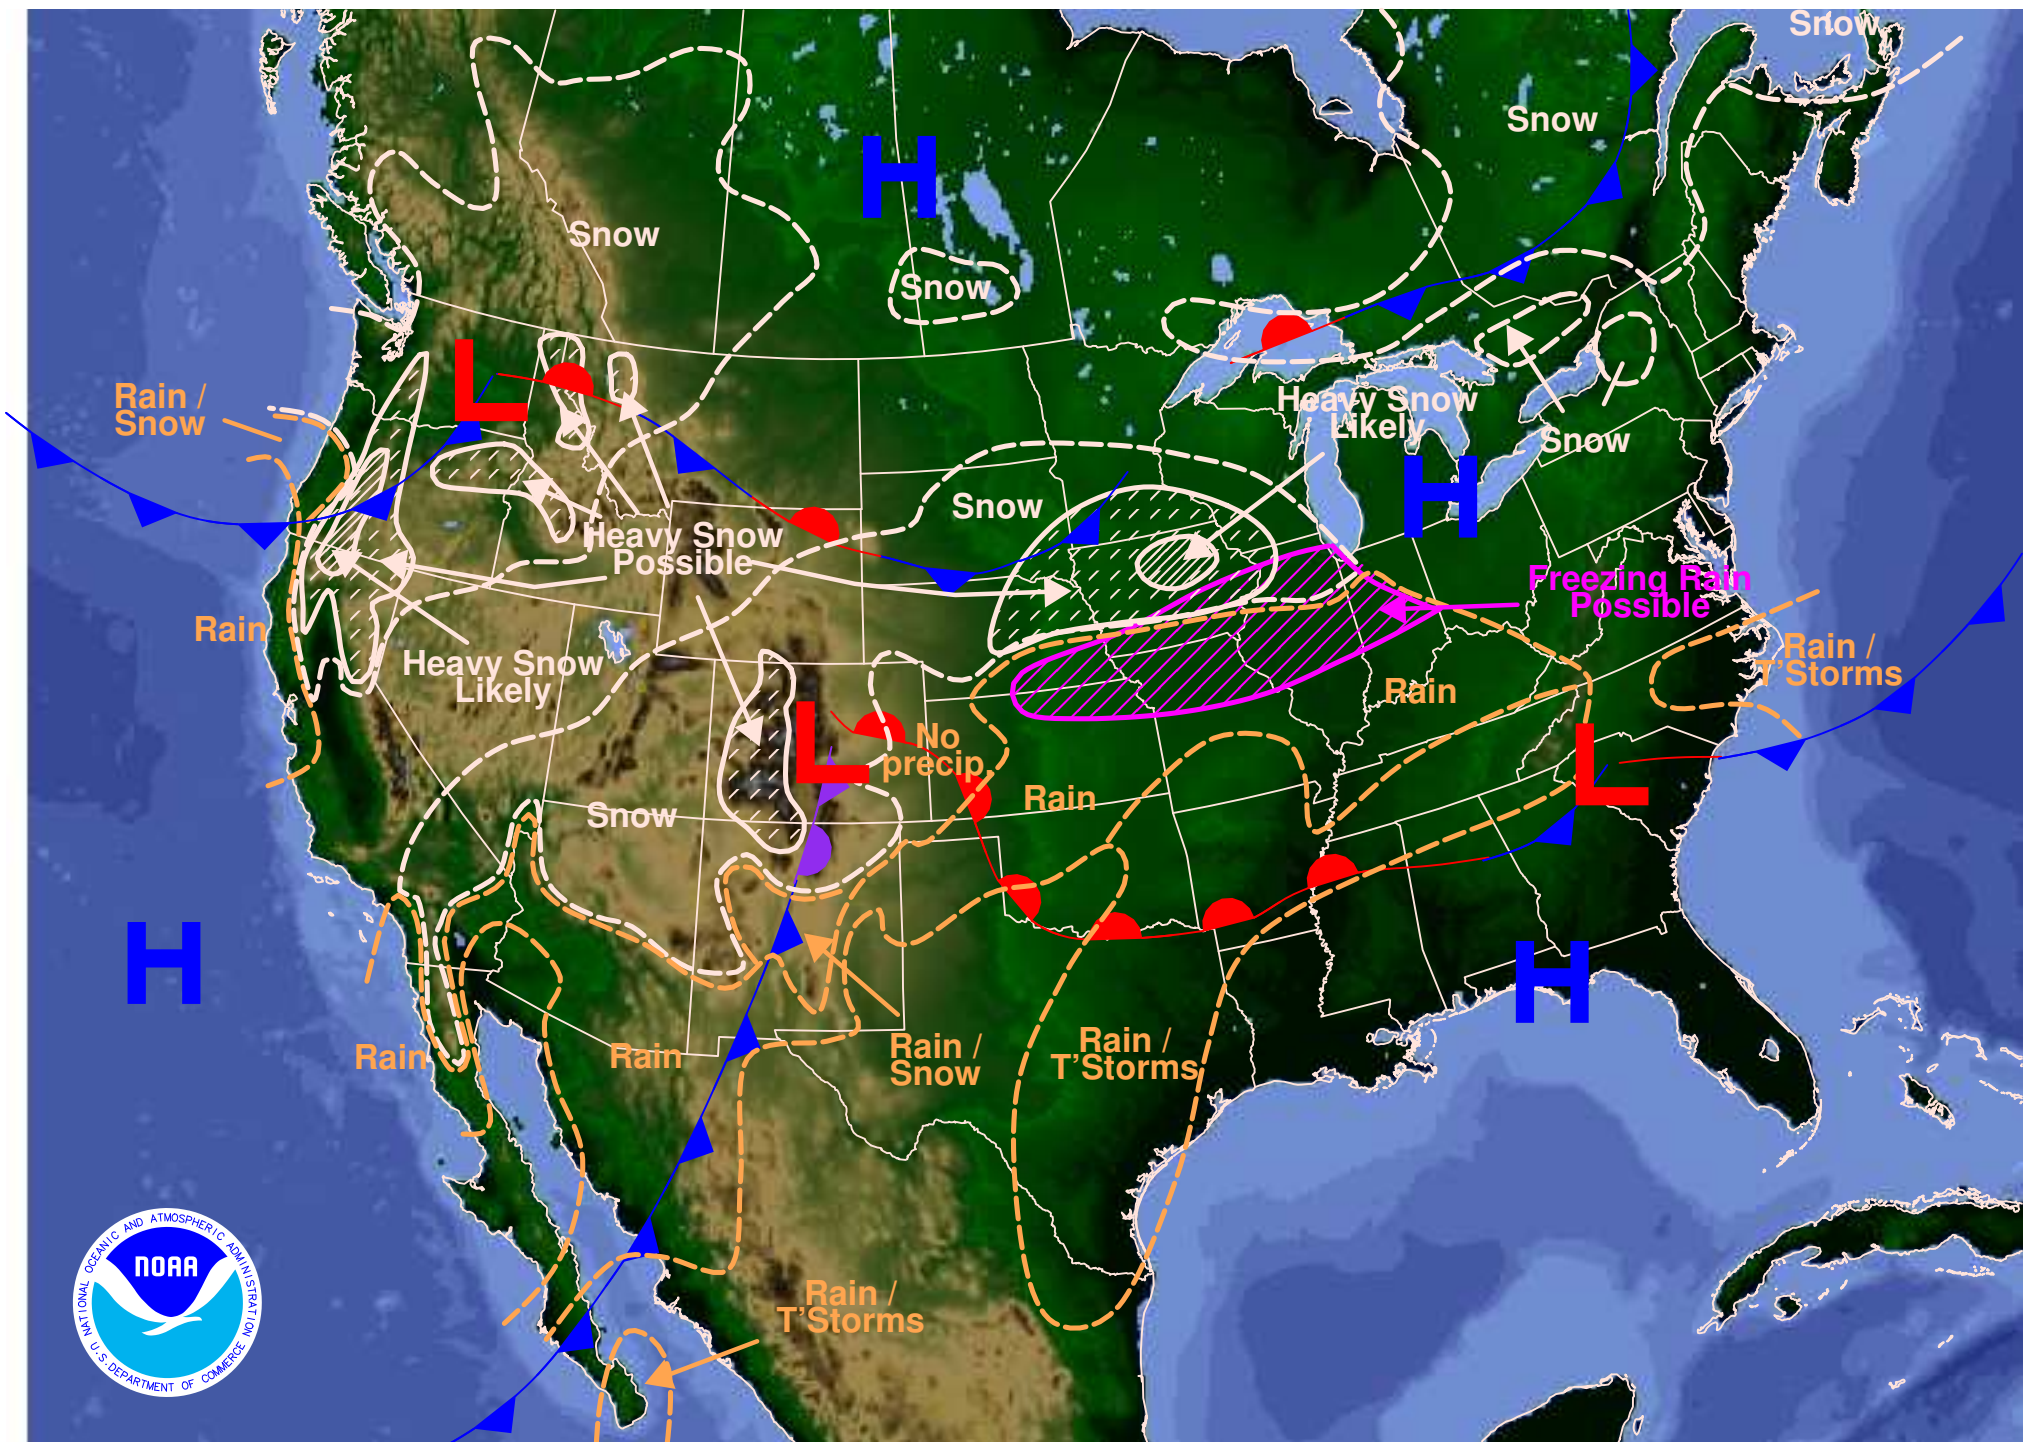 Snow
Snow
H
Snow
Snow
L
Rain /
Snow
Heavy Snow
Likely
Snow
H
Snow
Heavy Snow
Possible
Freezing Rain
Possible
Rain
Heavy Snow
Likely
Rain /
T'Storms
Rain
L
No
precip.
L
Rain
Snow
H
H
Rain
Rain
Rain /
Snow
Rain /
T'Storms
Rain /
T'Storms
NATIONAL OCEANIC AND ATMOSPHERIC ADMINISTRATION
NOAA
U.S. DEPARTMENT OF COMMERCE